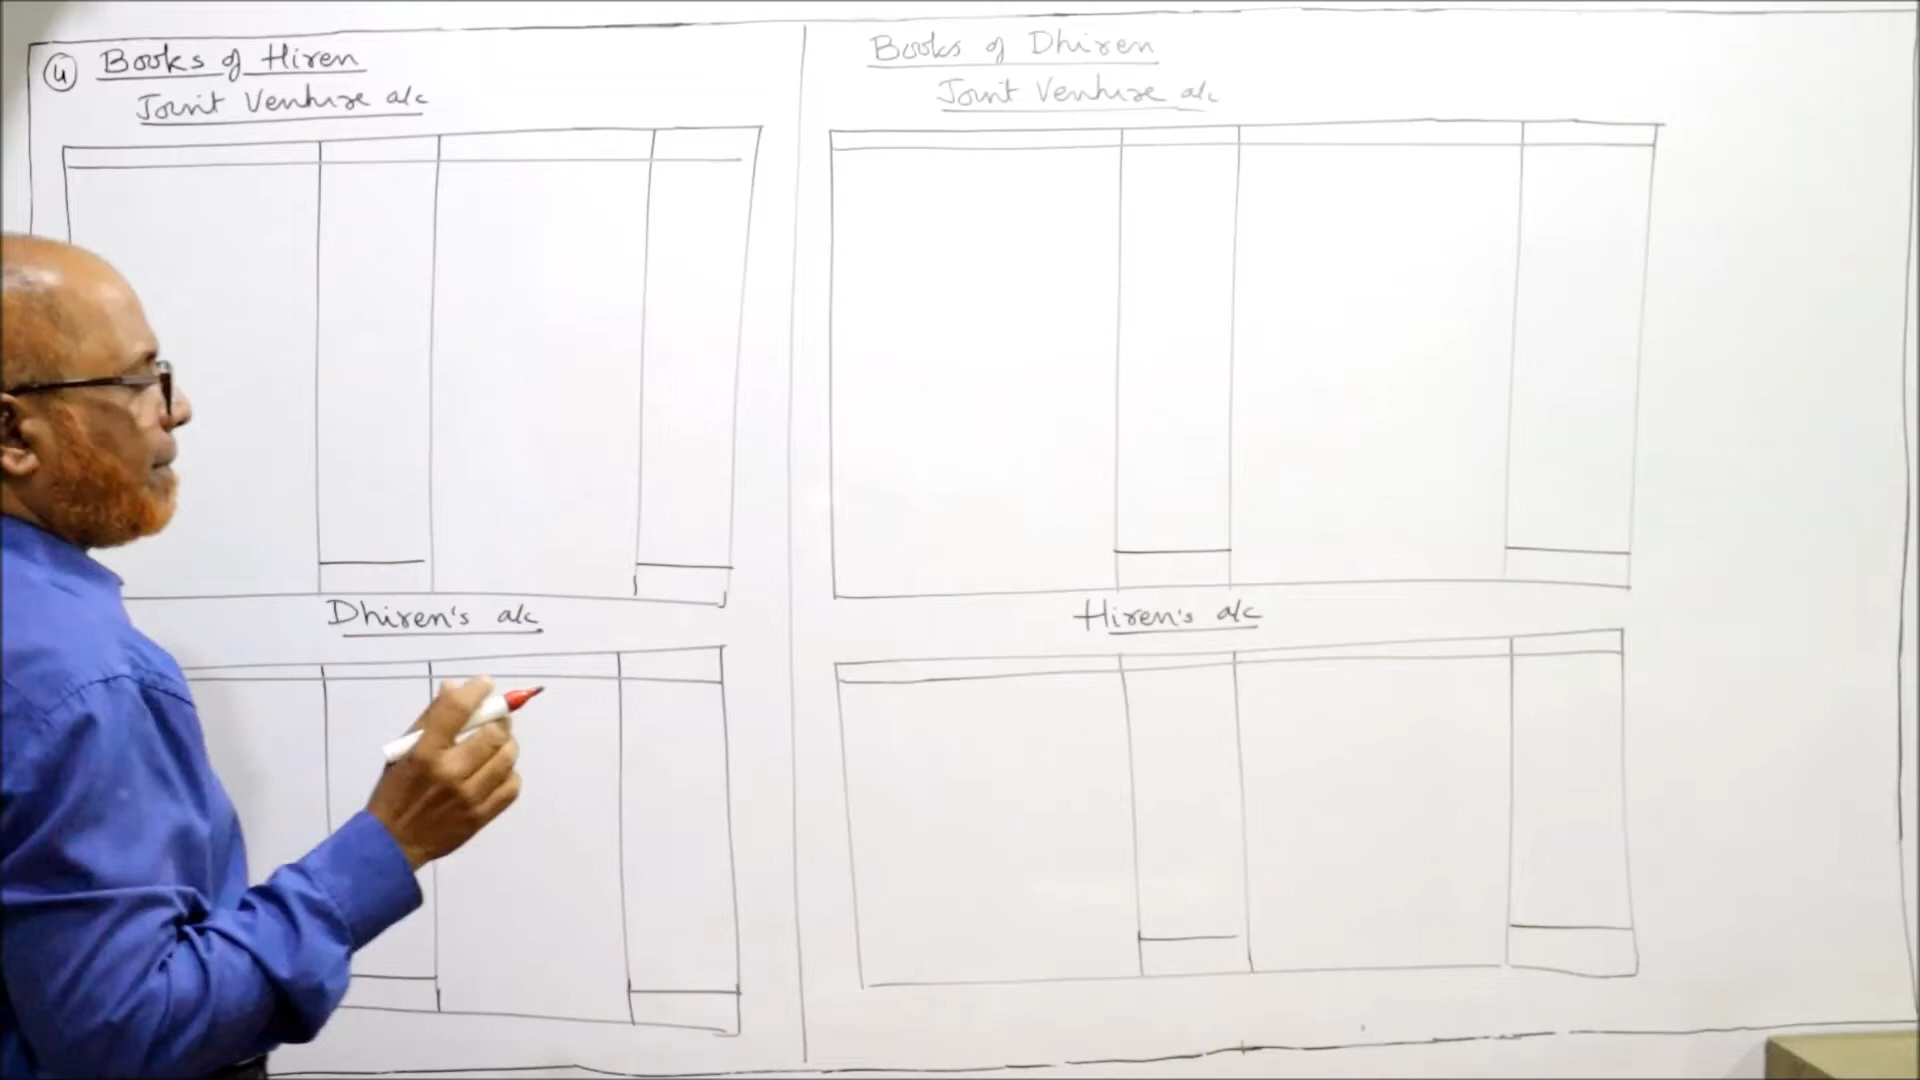 4 Books of Hiren
Joint Venture a/c
Dhiren's a/c
Books of Dhiren
Joint Venture a/c
Hiren's a/c